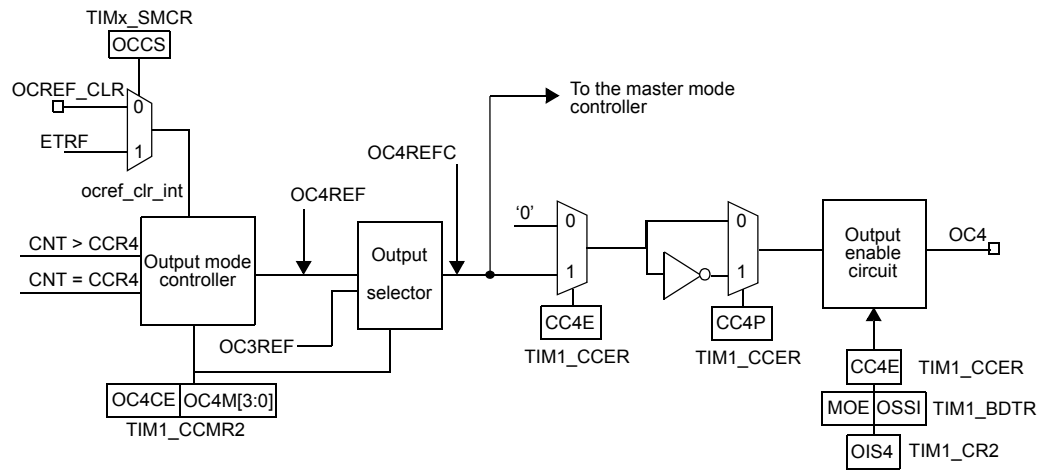 TIMx_SMCR
OCCS
OCREF_CLR
0
ETRF
1
ocref_clr_int
To the master mode
controller
OC4REFC
OC4REF
CNT > CCR4
CNT = CCR4
Output mode
controller
Output
selector
OC3REF
OC4CE
OC4M[3:0]
TIM1_CCMR2
'0'
0
1
CC4E
TIM1_CCER
0
1
CC4P
TIM1_CCER
Output
enable
circuit
OC4
CC4E
TIM1_CCER
MOE
OSSI
TIM1_BDTR
OIS4
TIM1_CR2